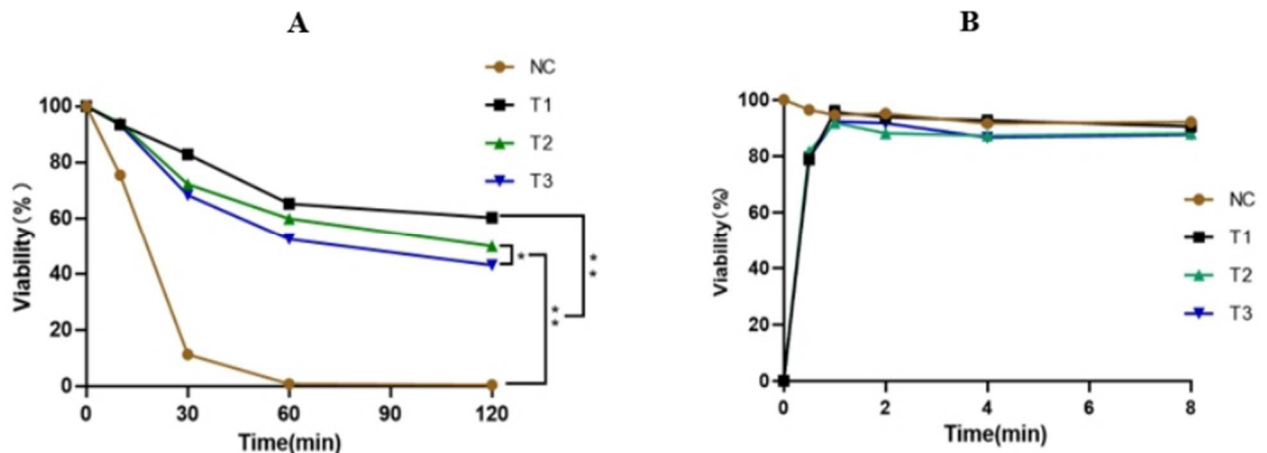 A
B
NC
T1
T2
T3
100
80
60
40
20
0
Viability(%)
0 30 60 90 120
Time(min)
*
**
**
100
80
60
40
20
0
Viability(%)
NC
T1
T2
T3
0 2 4 6 8
Time(min)